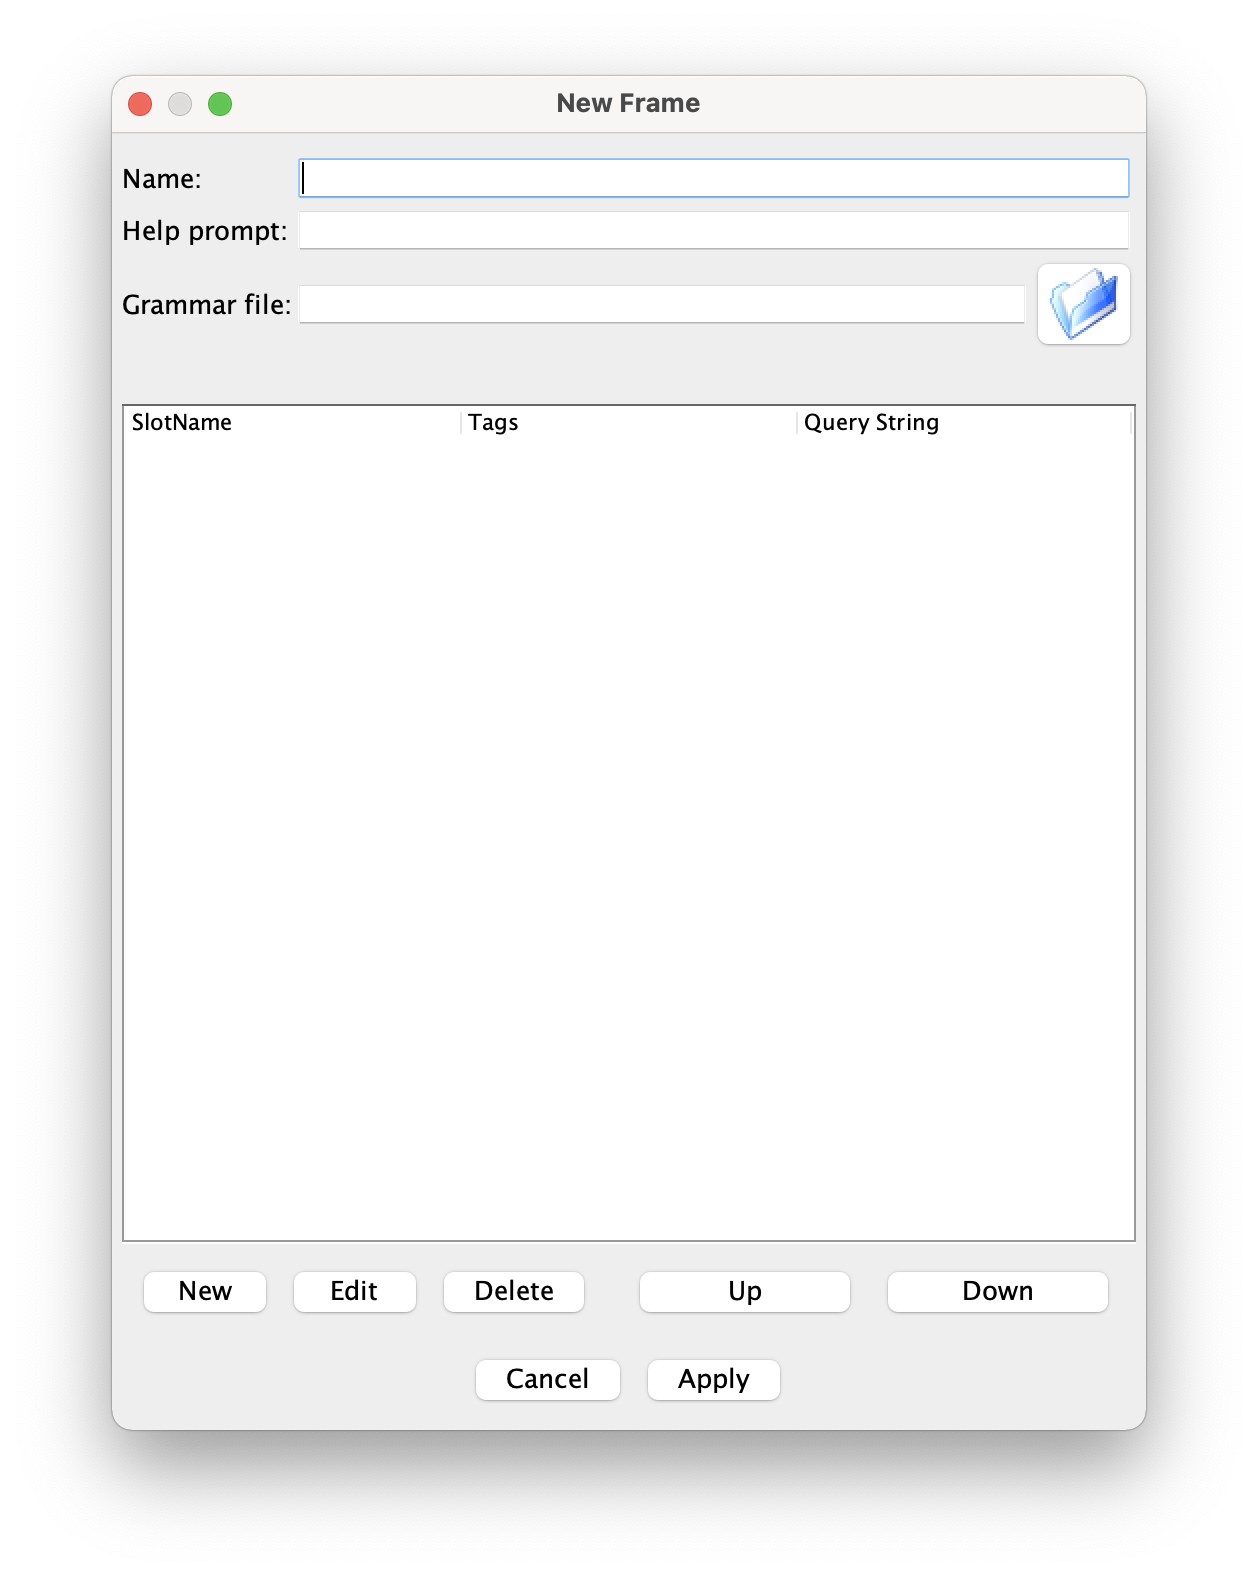 New Frame
Name:
Help prompt:
Grammar file:
SlotName Tags Query String
New Edit Delete Up Down
Cancel Apply